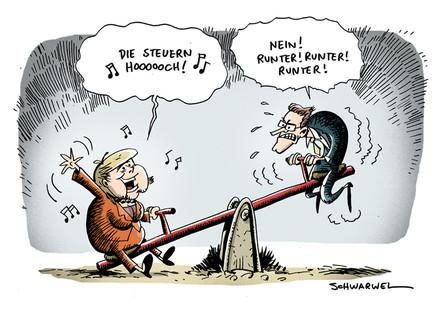 DIE STEUERN
HOOOOOCH!
NEIN!
RUNTER! RUNTER!
RUNTER!
SCHWARWEL